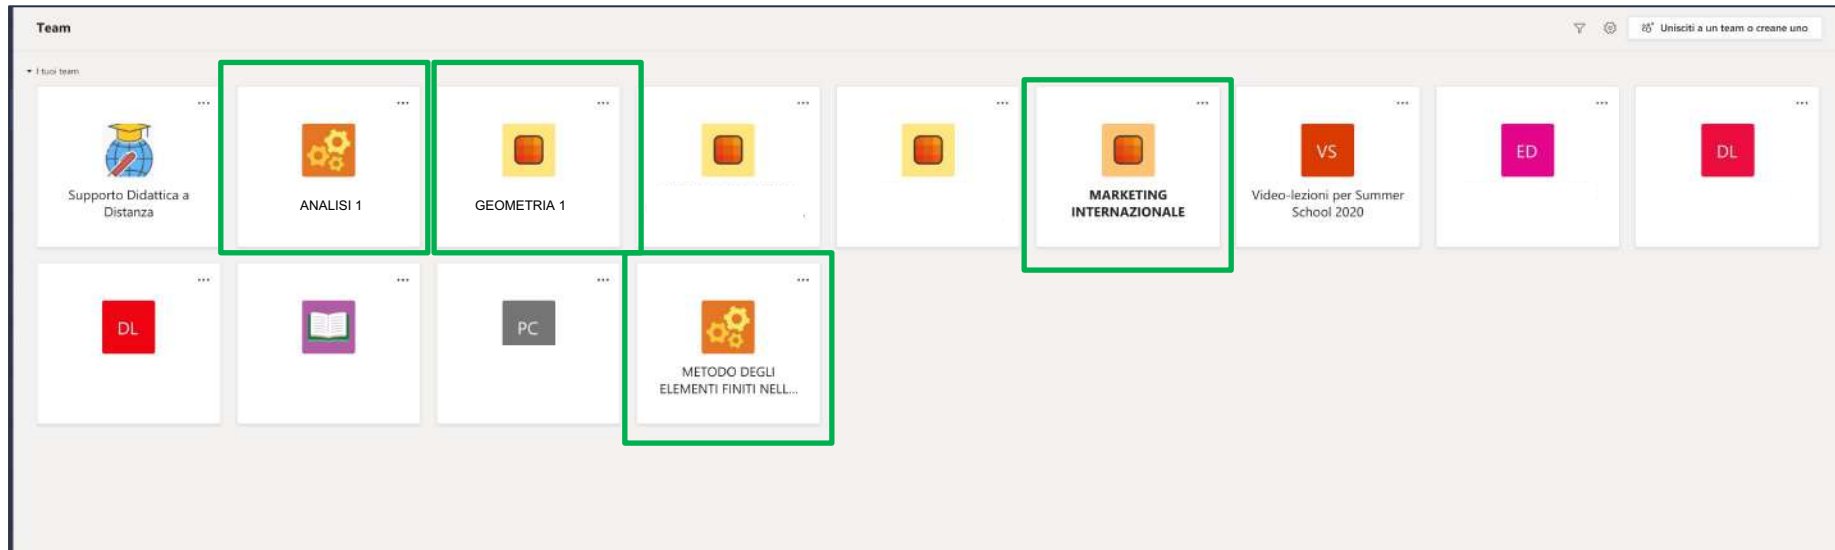 Team
Unisciti a un team o creane uno
I tuoi team
Supporto Didattica a
Distanza
ANALISI 1
GEOMETRIA 1
MARKETING
INTERNAZIONALE
VS
Video-lezioni per Summer
School 2020
ED
DL
DL
PC
METODO DEGLI
ELEMENTI FINITI NELL...